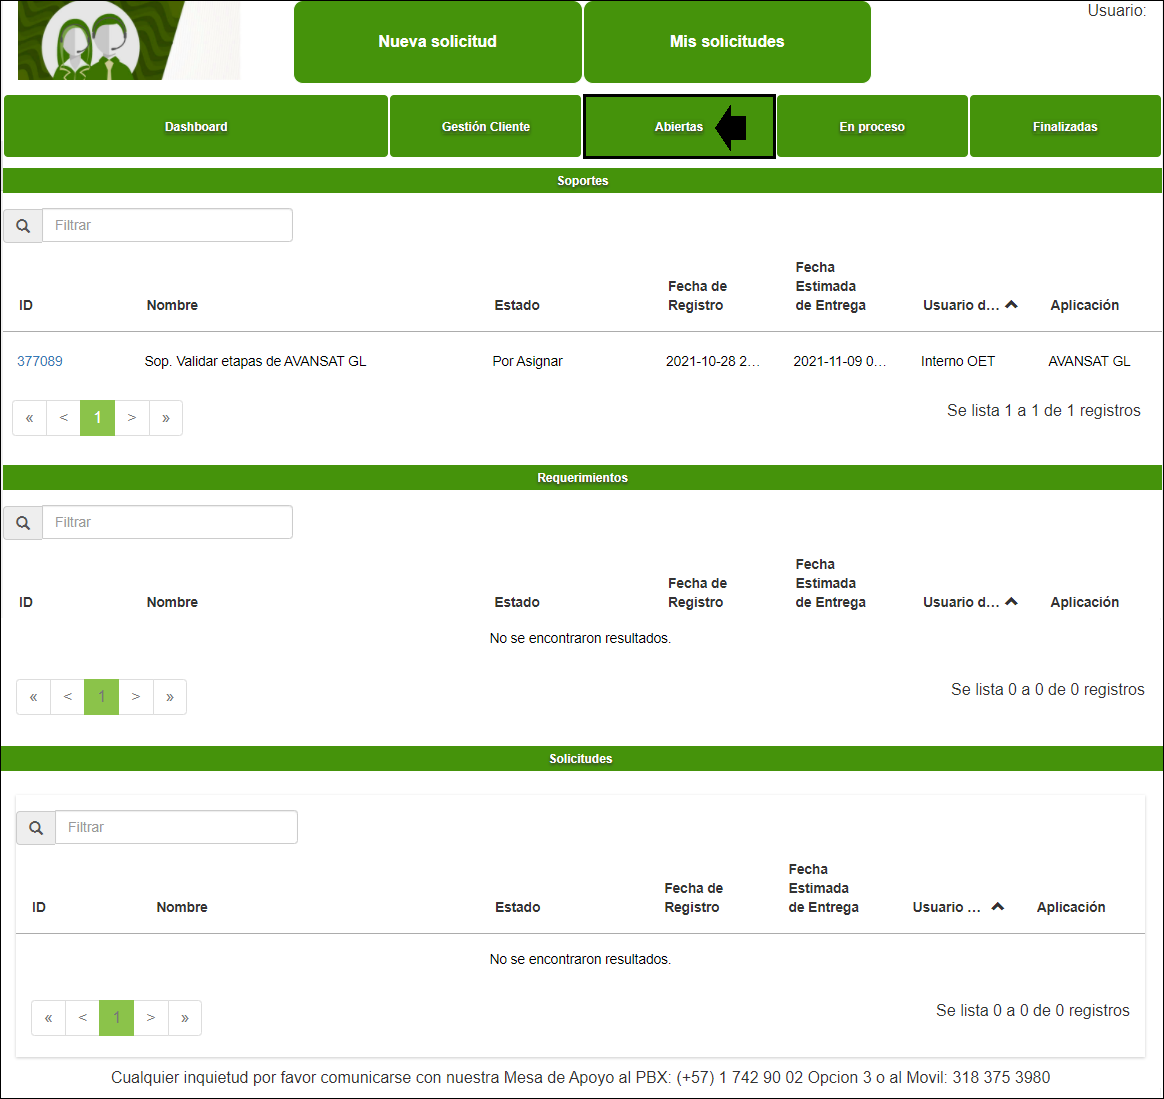 Usuario:
Nueva solicitud
Mis solicitudes
Dashboard
Gestión Cliente
Abiertas
En proceso
Finalizadas
Soportes
Filtrar
ID
Nombre
Estado
Fecha de
Registro
Fecha
Estimada
de Entrega
Usuario d...
Aplicación
377089
Sop. Validar etapas de AVANSAT GL
Por Asignar
2021-10-28 2...
2021-11-09 0...
Interno OET
AVANSAT GL
« < 1 > »
Se lista 1 a 1 de 1 registros
Requerimientos
Filtrar
ID
Nombre
Estado
Fecha de
Registro
Fecha
Estimada
de Entrega
Usuario d...
Aplicación
No se encontraron resultados.
« < 1 > »
Se lista 0 a 0 de 0 registros
Solicitudes
Filtrar
ID
Nombre
Estado
Fecha de
Registro
Fecha
Estimada
de Entrega
Usuario ...
Aplicación
No se encontraron resultados.
« < 1 > »
Se lista 0 a 0 de 0 registros
Cualquier inquietud por favor comunicarse con nuestra Mesa de Apoyo al PBX: (+57) 1 742 90 02 Opcion 3 o al Movil: 318 375 3980